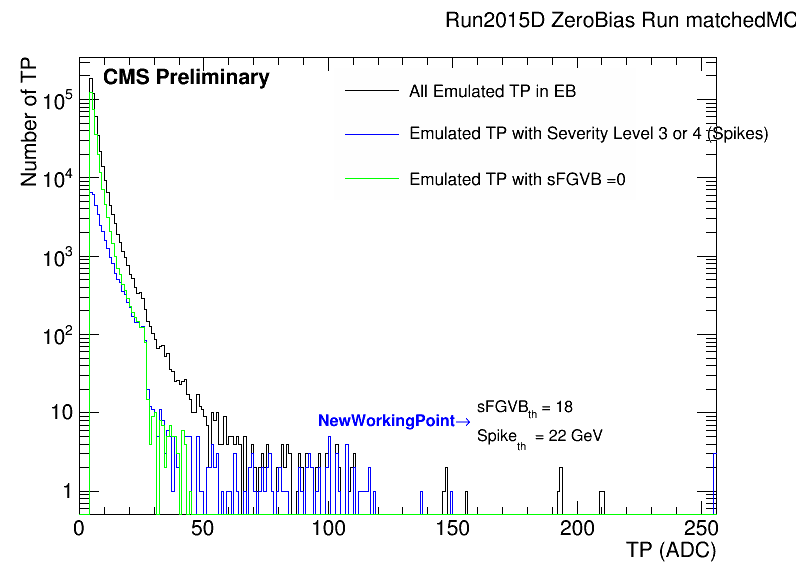 Run2015D ZeroBias Run matchedMC
CMS Preliminary
All Emulated TP in EB
Emulated TP with Severity Level 3 or 4 (Spikes)
Emulated TP with sFGVB =0
Number of TP
10^5
10^4
10^3
10^2
10
1
NewWorkingPoint→
sFGVB_th = 18
Spike_th = 22 GeV
0 50 100 150 200 250
TP (ADC)